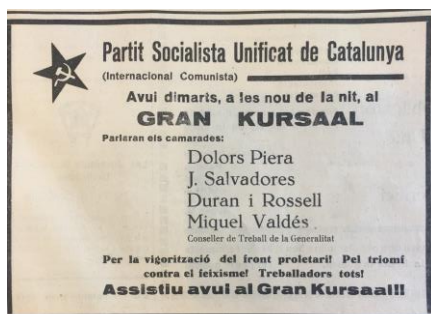 Partit Socialista Unificat de Catalunya
(Internacional Comunista)
Avui dimarts, a les nou de la nit, al
GRAN KURSAAL
Parlaran els camarades:
Dolors Piera
J. Salvadores
Duran i Rossell
Miquel Valdés
Conseller de Treball de la Generalitat
Per la vigorització del front proletari! Pel triomf
contra el feixisme! Treballadors tots!
Assistiu avui al Gran Kursaal!!